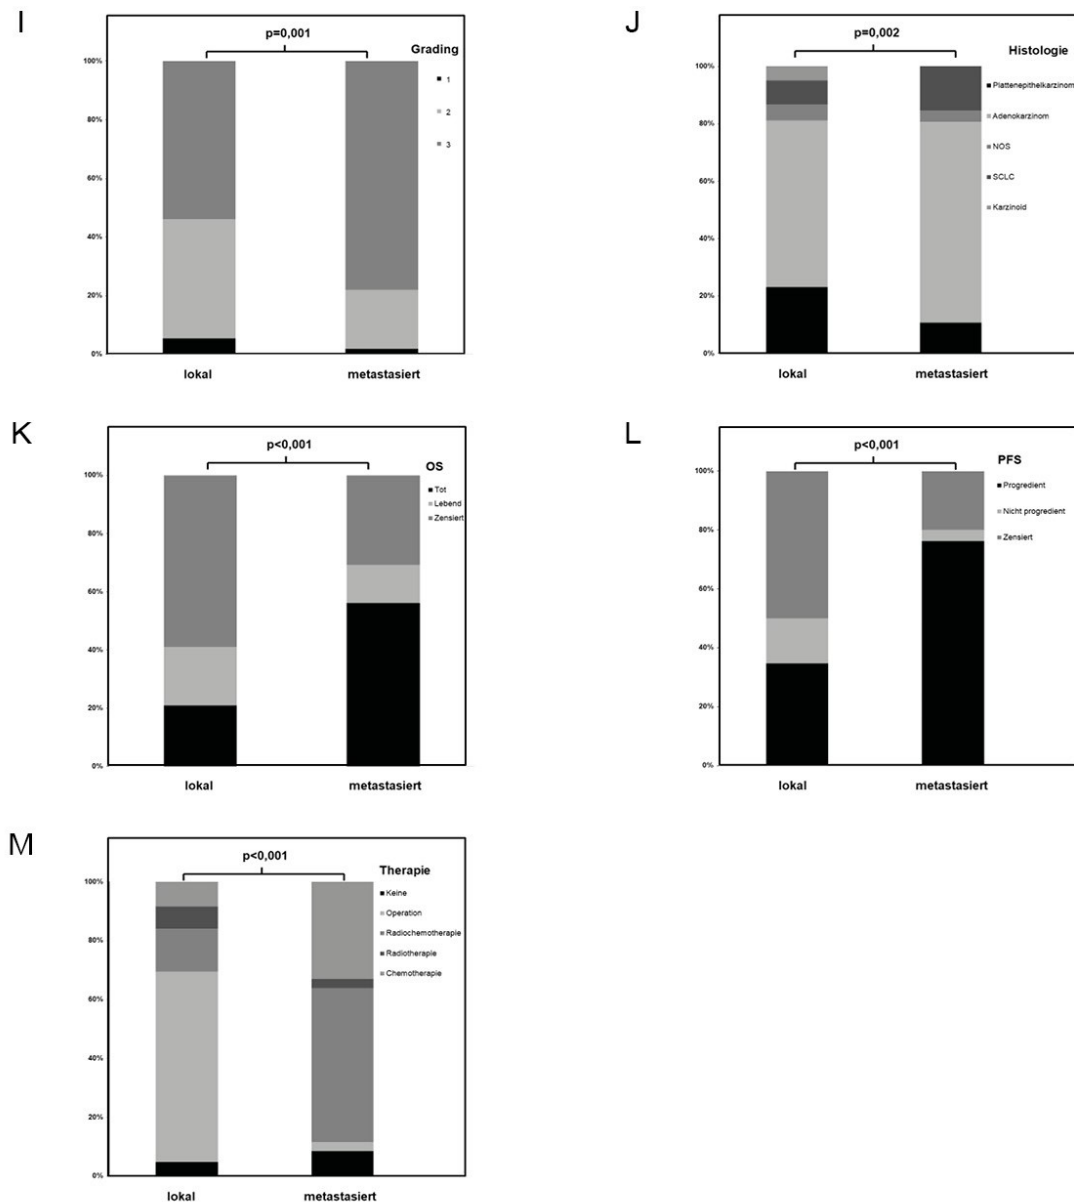 I
p=0,001
Grading
1
2
3
100%
80%
60%
40%
20%
0%
lokal
metastasiert
J
p=0,002
Histologie
Plattenepithelkarzinom
Adenokarzinom
NOS
SCLC
Karzinoid
100%
80%
60%
40%
20%
0%
lokal
metastasiert
K
p<0,001
OS
Tot
Lebend
Zensiert
100%
80%
60%
40%
20%
0%
lokal
metastasiert
L
p<0,001
PFS
Progredient
Nicht progredient
Zensiert
100%
80%
60%
40%
20%
0%
lokal
metastasiert
M
p<0,001
Therapie
Keine
Operation
Radiochemotherapie
Radiotherapie
Chemotherapie
100%
80%
60%
40%
20%
0%
lokal
metastasiert